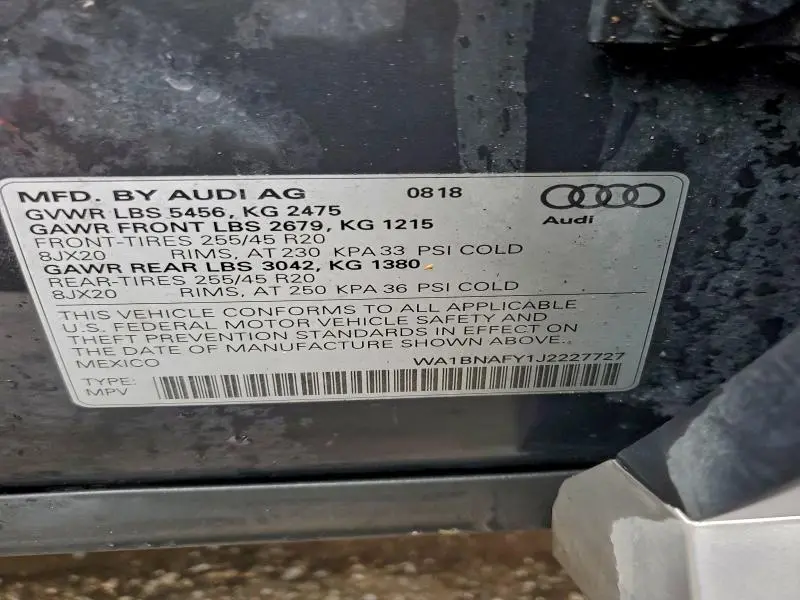 MFD. BY AUDI AG 0818
Audi
GVWR LBS 5456, KG 2475
GAWR FRONT LBS 2679, KG 1215
FRONT-TIRES 255/45 R20
8JX20 RIMS, AT 230 KPA 33 PSI COLD
GAWR REAR LBS 3042, KG 1380
REAR-TIRES 255/45 R20
8JX20 RIMS, AT 250 KPA 36 PSI COLD
THIS VEHICLE CONFORMS TO ALL APPLICABLE
U.S. FEDERAL MOTOR VEHICLE SAFETY AND
THEFT PREVENTION STANDARDS IN EFFECT ON
THE DATE OF MANUFACTURE SHOWN ABOVE.
MEXICO WA1BNAFY1J2227727
TYPE:
MPV